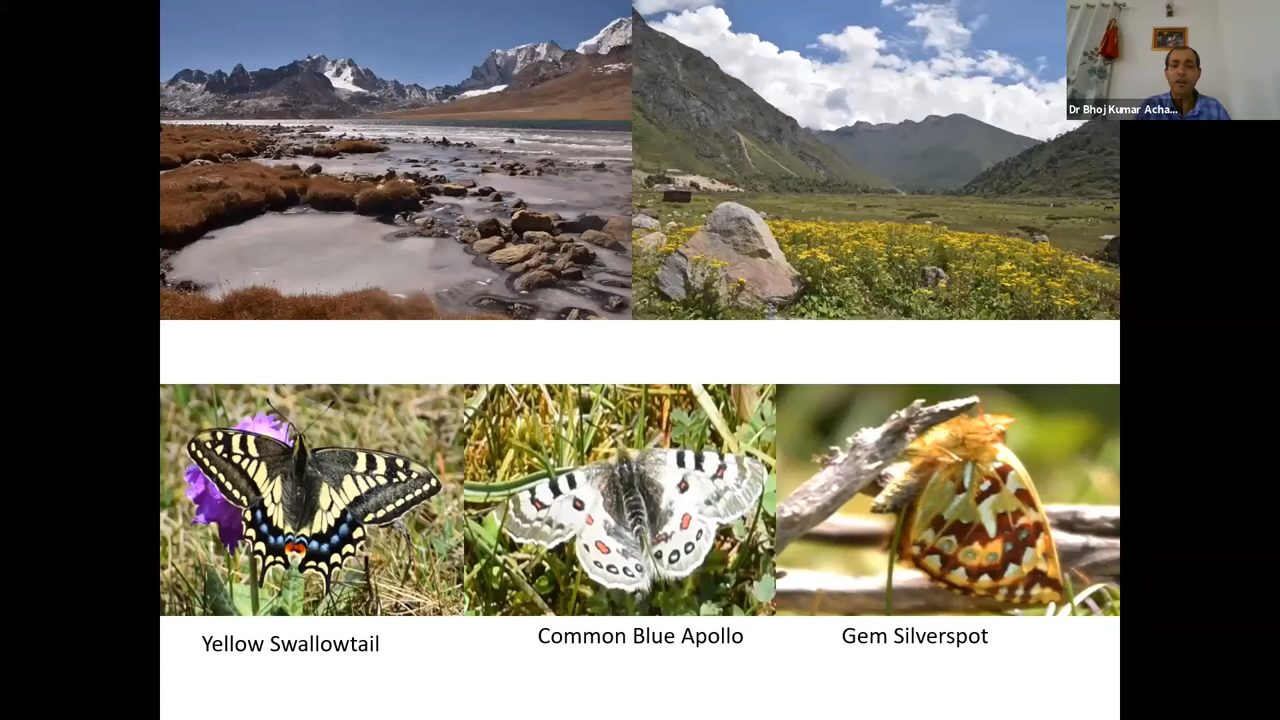 Dr Bhoj Kumar Acha...
Yellow Swallowtail
Common Blue Apollo
Gem Silverspot